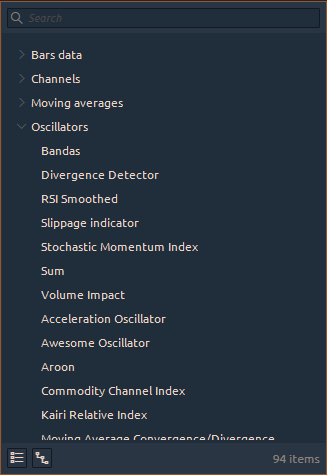 Search
Bars data
Channels
Moving averages
Oscillators
Bandas
Divergence Detector
RSI Smoothed
Slippage indicator
Stochastic Momentum Index
Sum
Volume Impact
Acceleration Oscillator
Awesome Oscillator
Aroon
Commodity Channel Index
Kairi Relative Index
Moving Average Convergence/Divergence
94 items